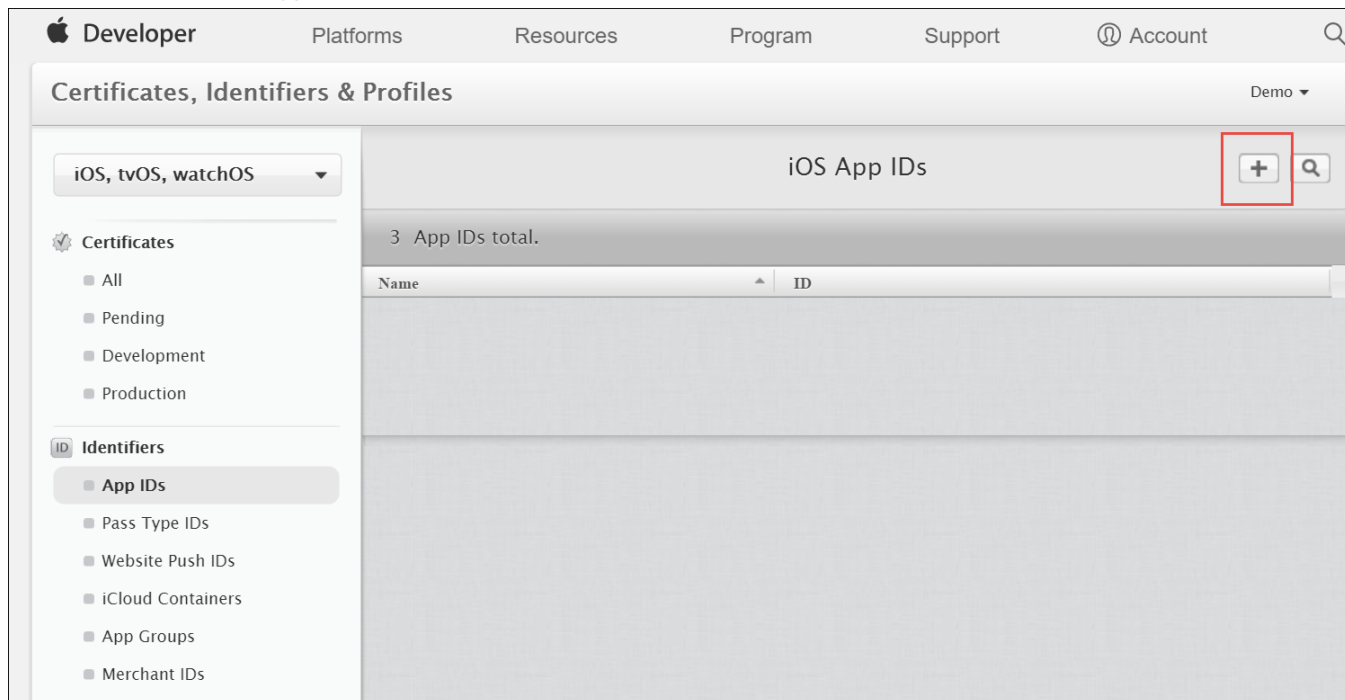 Developer Platforms Resources Program Support Account
Certificates, Identifiers & Profiles Demo
iOS, tvOS, watchOS
iOS App IDs
Certificates
3 App IDs total.
All
Name ID
Pending
Development
Production
ID Identifiers
App IDs
Pass Type IDs
Website Push IDs
iCloud Containers
App Groups
Merchant IDs